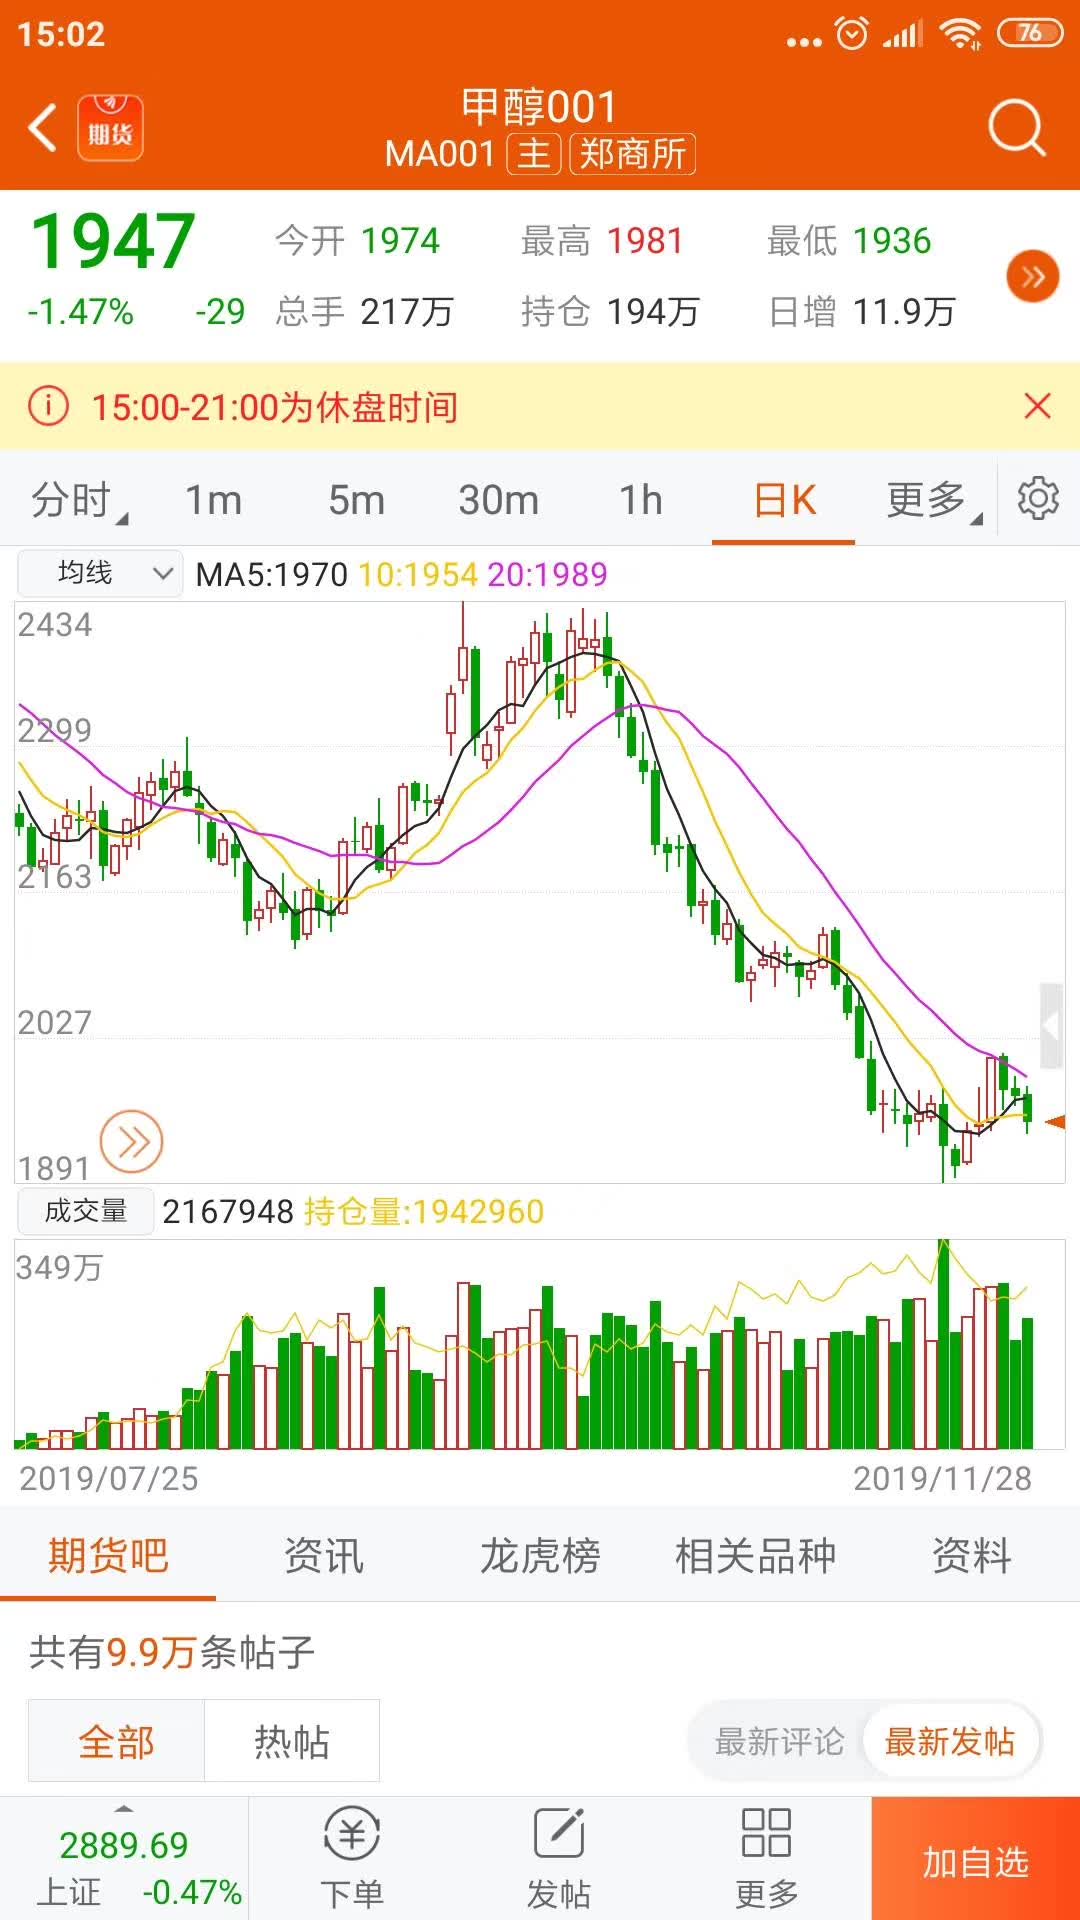 15:02
76
期货
甲醇001
MA001 主 郑商所
1947 今开 1974 最高 1981 最低 1936
-1.47% -29 总手 217万 持仓 194万 日增 11.9万
15:00-21:00为休盘时间
分时 1m 5m 30m 1h 日K 更多
均线 MA5:1970 10:1954 20:1989
2434
2299
2163
2027
1891
成交量 2167948 持仓量:1942960
349万
2019/07/25 2019/11/28
期货吧 资讯 龙虎榜 相关品种 资料
共有9.9万条帖子
全部 热帖 最新评论 最新发帖
2889.69
上证 -0.47% 下单 发帖 更多 加自选